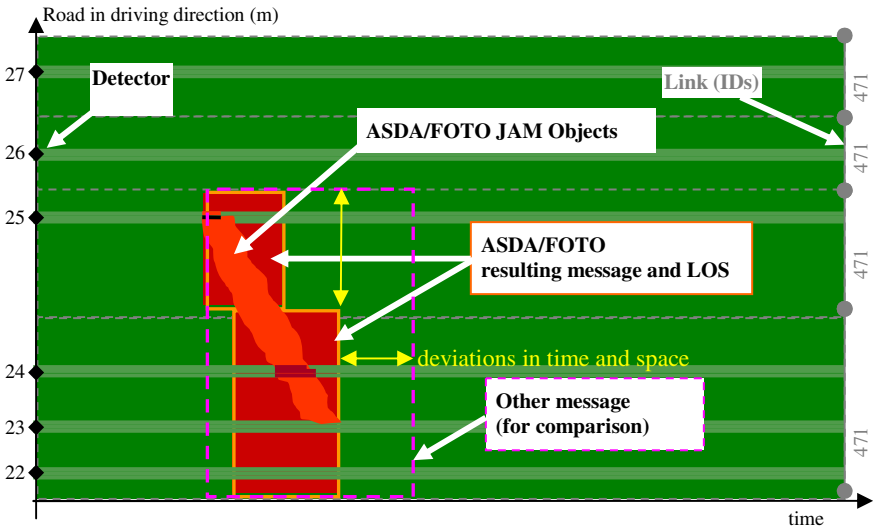 Road in driving direction (m)
27
Detector
Link (IDs)
471
ASDA/FOTO JAM Objects
26
471
25
ASDA/FOTO
resulting message and LOS
471
24
deviations in time and space
Other message
(for comparison)
23
471
22
time